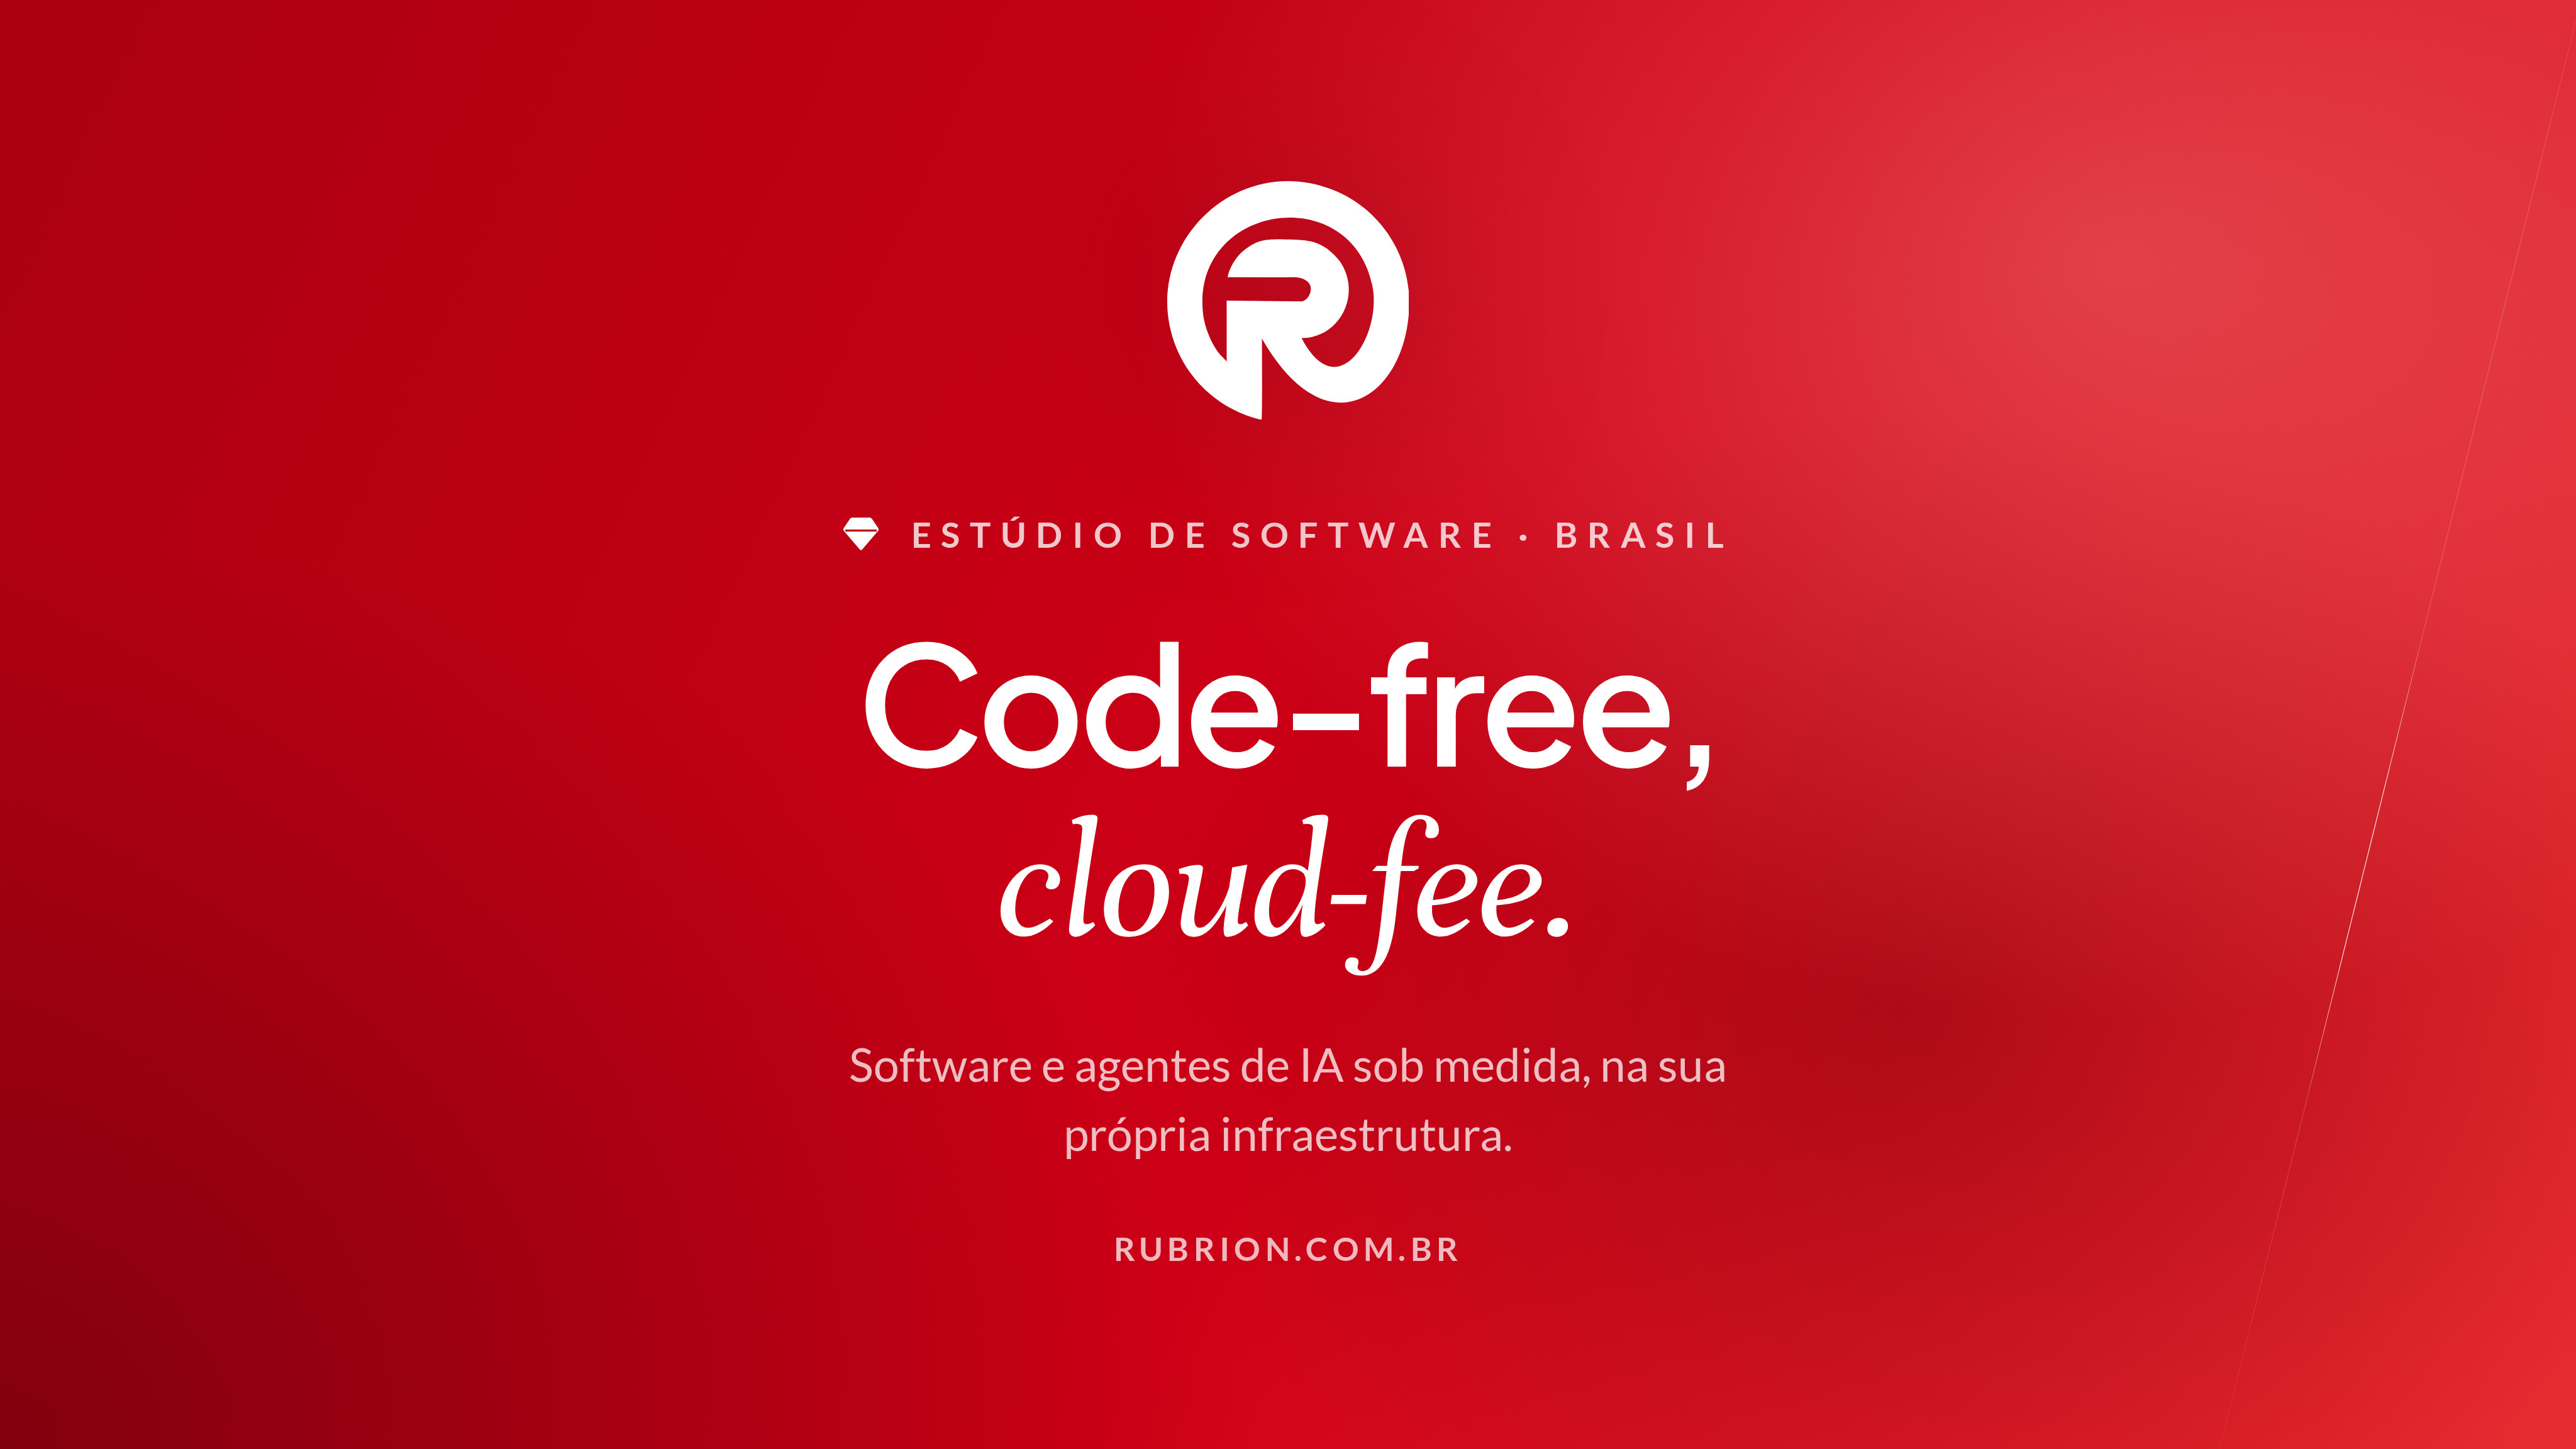 R
ESTÚDIO DE SOFTWARE · BRASIL
Code-free,
cloud-fee.
Software e agentes de IA sob medida, na sua
própria infraestrutura.
RUBRION.COM.BR